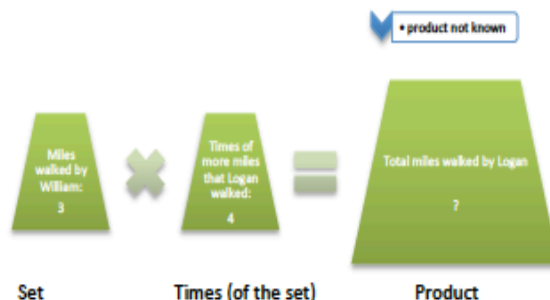 • product not known
Miles
walked by
William:
3
Times of
more miles
that Logan
walked:
4
Total miles walked by Logan
?
Set
Times (of the set)
Product